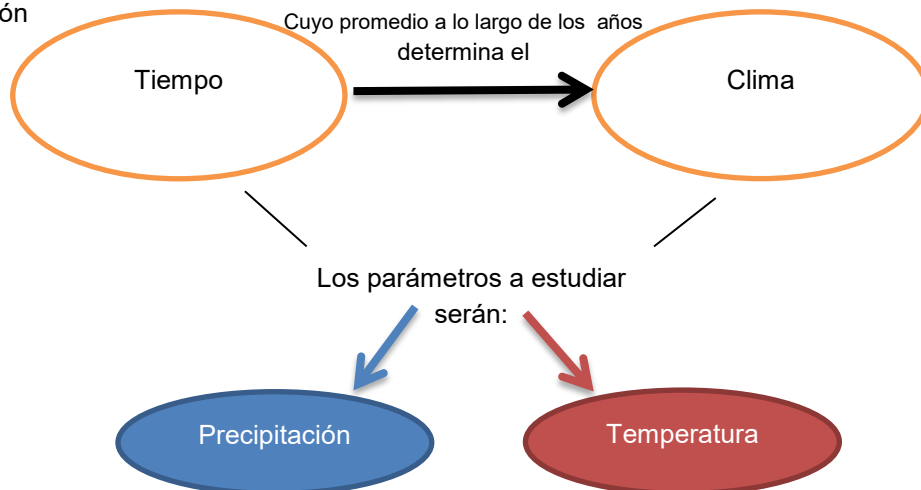 ón
Cuyo promedio a lo largo de los años
determina el
Tiempo
Clima
Los parámetros a estudiar
serán:
Precipitación
Temperatura